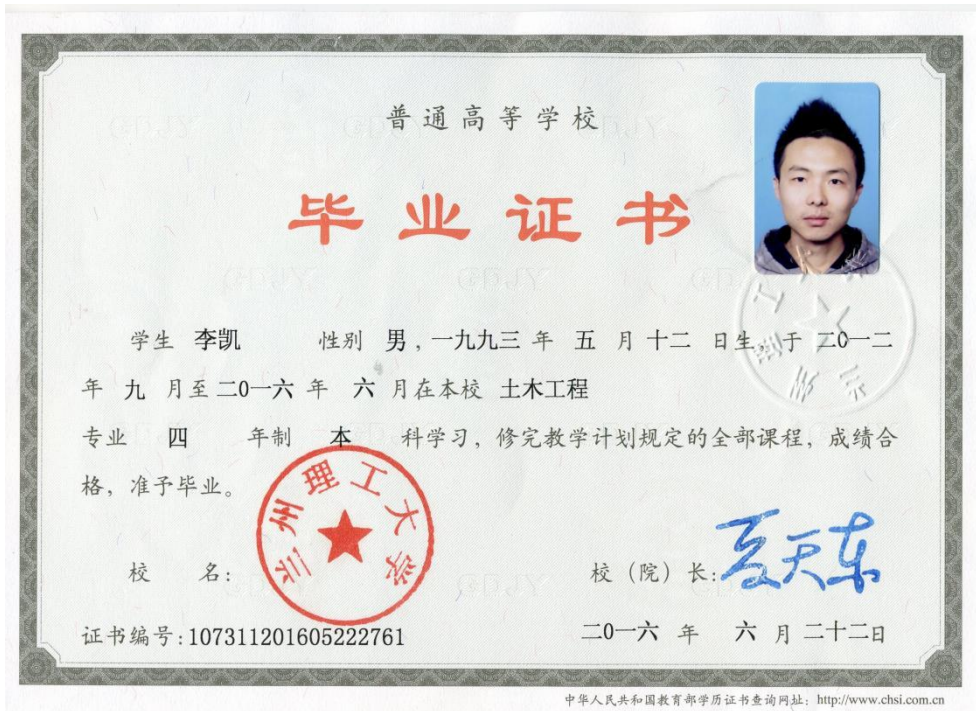 普通高等学校
毕业证书
学生 李凯 性别 男，一九九三 年 五 月 十二 日生，于 二0一二
年 九 月至 二0一六 年 六 月在本校 土木工程
专业 四 年制 本 科学习，修完教学计划规定的全部课程，成绩合
格，准予毕业。
兰州理工大学
校 名：
校（院）长：夏天东
证书编号：107311201605222761
二0一六 年 六 月 二十二日
中华人民共和国教育部学历证书查询网址：http://www.chsi.com.cn